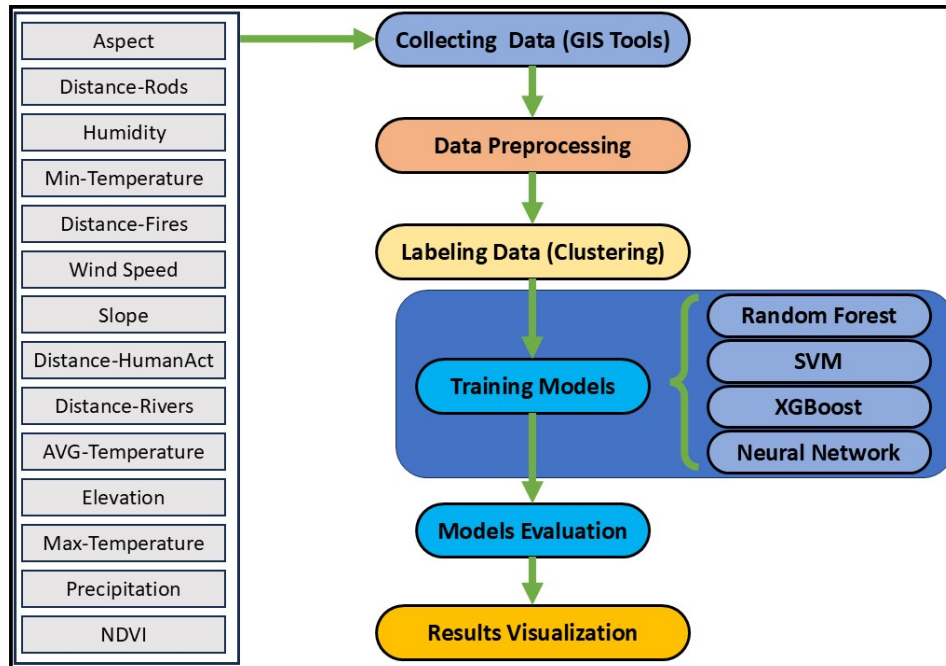 Aspect
Distance-Rods
Humidity
Min-Temperature
Distance-Fires
Wind Speed
Slope
Distance-HumanAct
Distance-Rivers
AVG-Temperature
Elevation
Max-Temperature
Precipitation
NDVI
Collecting Data (GIS Tools)
Data Preprocessing
Labeling Data (Clustering)
Training Models
Random Forest
SVM
XGBoost
Neural Network
Models Evaluation
Results Visualization